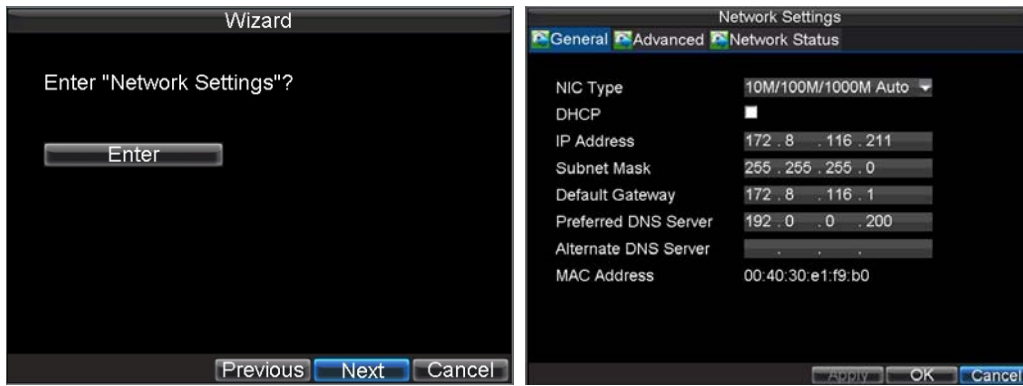 Wizard
Enter "Network Settings"?
Enter
Previous Next Cancel
Network Settings
General Advanced Network Status
NIC Type 10M/100M/1000M Auto
DHCP
IP Address 172 . 8 . 116 . 211
Subnet Mask 255 . 255 . 255 . 0
Default Gateway 172 . 8 . 116 . 1
Preferred DNS Server 192 . 0 . 0 . 200
Alternate DNS Server . . .
MAC Address 00:40:30:e1:f9:b0
Apply OK Cancel